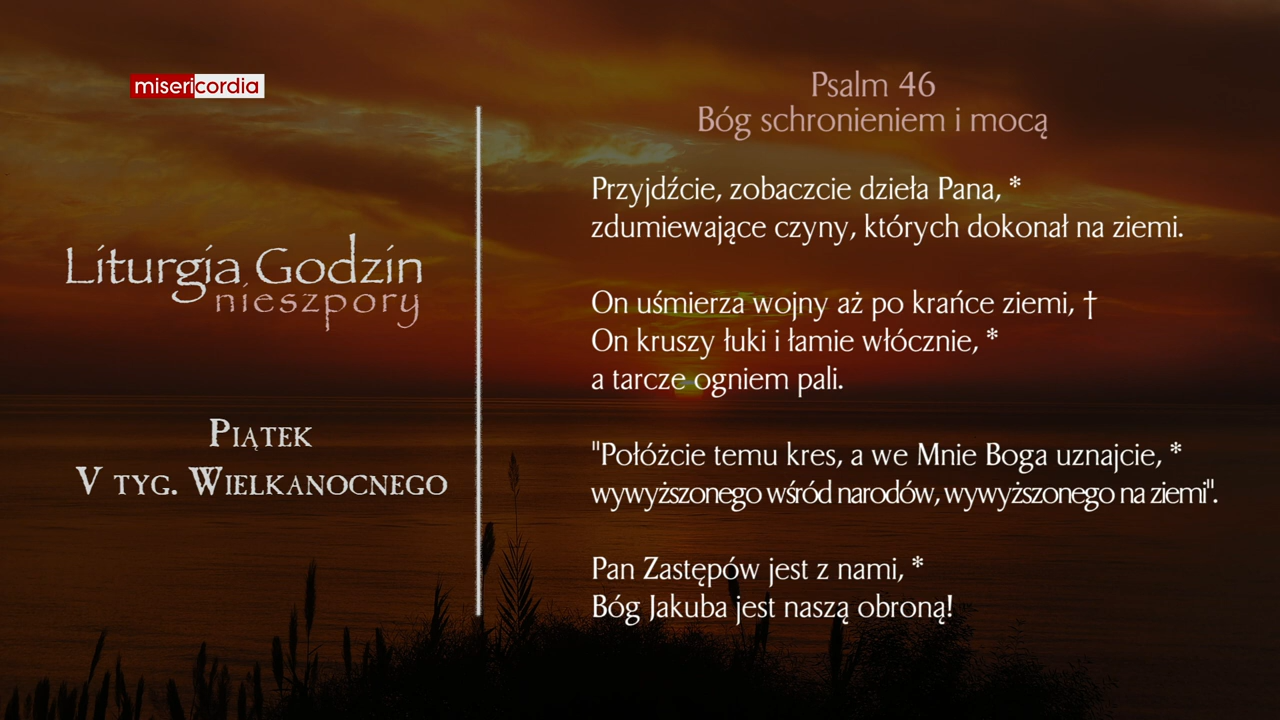 misericordia
Liturgia Godzin
nieszpory
Piątek
V tyg. Wielkanocnego
Psalm 46
Bóg schronieniem i mocą
Przyjdźcie, zobaczcie dzieła Pana, *
zdumiewające czyny, których dokonał na ziemi.
On uśmierza wojny aż po krańce ziemi, †
On kruszy łuki i łamie włócznie, *
a tarcze ogniem pali.
"Połóżcie temu kres, a we Mnie Boga uznajcie, *
wywyższonego wśród narodów, wywyższonego na ziemi".
Pan Zastępów jest z nami, *
Bóg Jakuba jest naszą obroną!